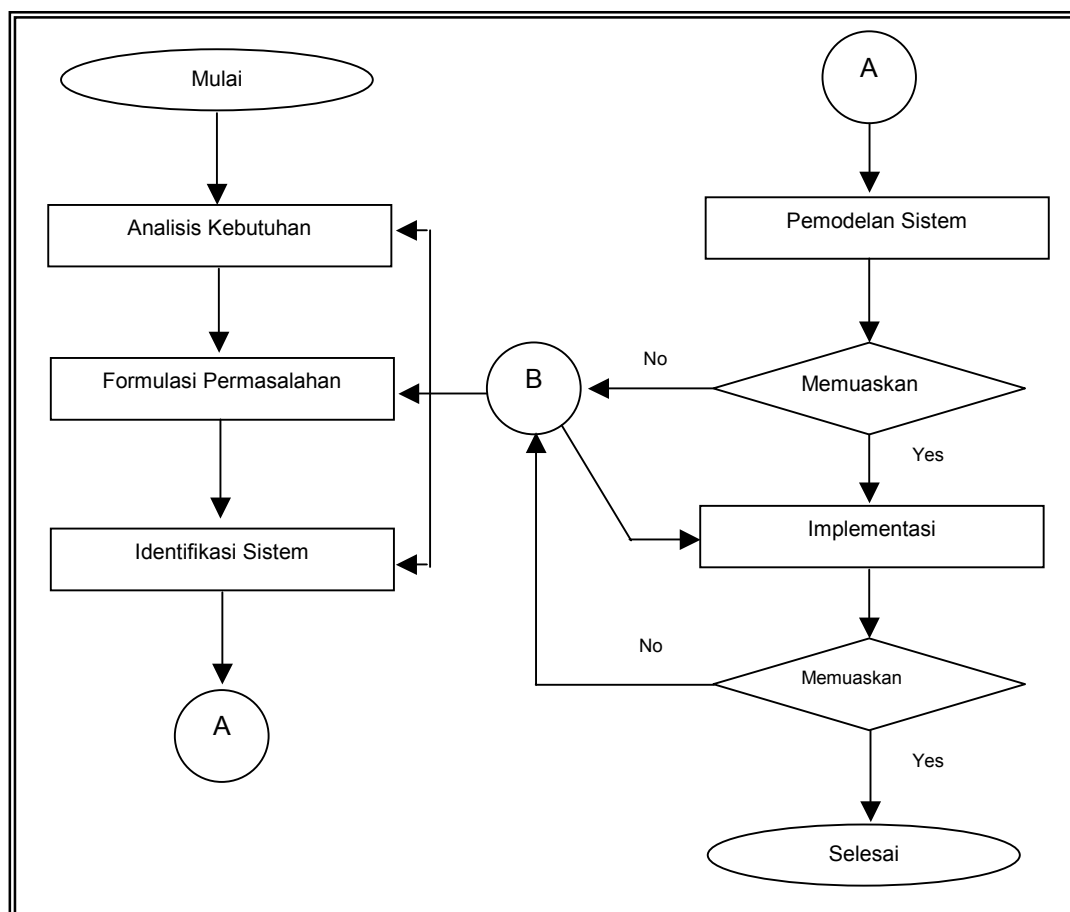 Mulai
Analisis Kebutuhan
Formulasi Permasalahan
Identifikasi Sistem
A
B
A
Pemodelan Sistem
No
Memuaskan
Yes
Implementasi
No
Memuaskan
Yes
Selesai